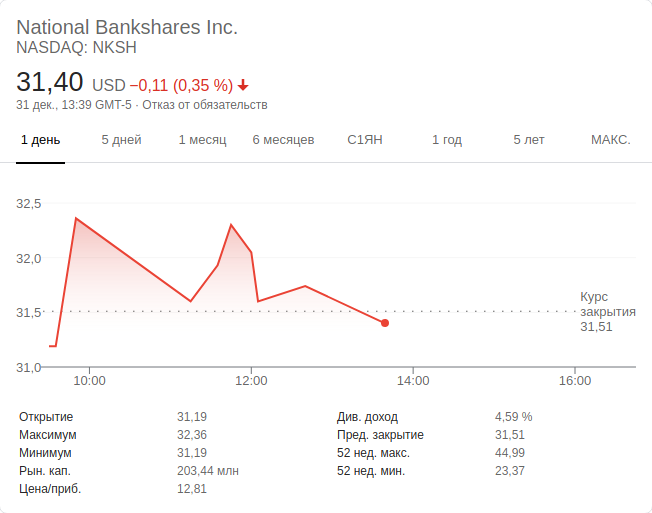 National Bankshares Inc.
NASDAQ: NKSH
31,40 USD −0,11 (0,35 %)
31 дек., 13:39 GMT-5 · Отказ от обязательств
1 день 5 дней 1 месяц 6 месяцев С1ЯН 1 год 5 лет МАКС.
32,5
32,0
31,5
31,0
Курс
закрытия
31,51
10:00 12:00 14:00 16:00
Открытие 31,19
Максимум 32,36
Минимум 31,19
Рын. кап. 203,44 млн
Цена/приб. 12,81
Див. доход 4,59 %
Пред. закрытие 31,51
52 нед. макс. 44,99
52 нед. мин. 23,37